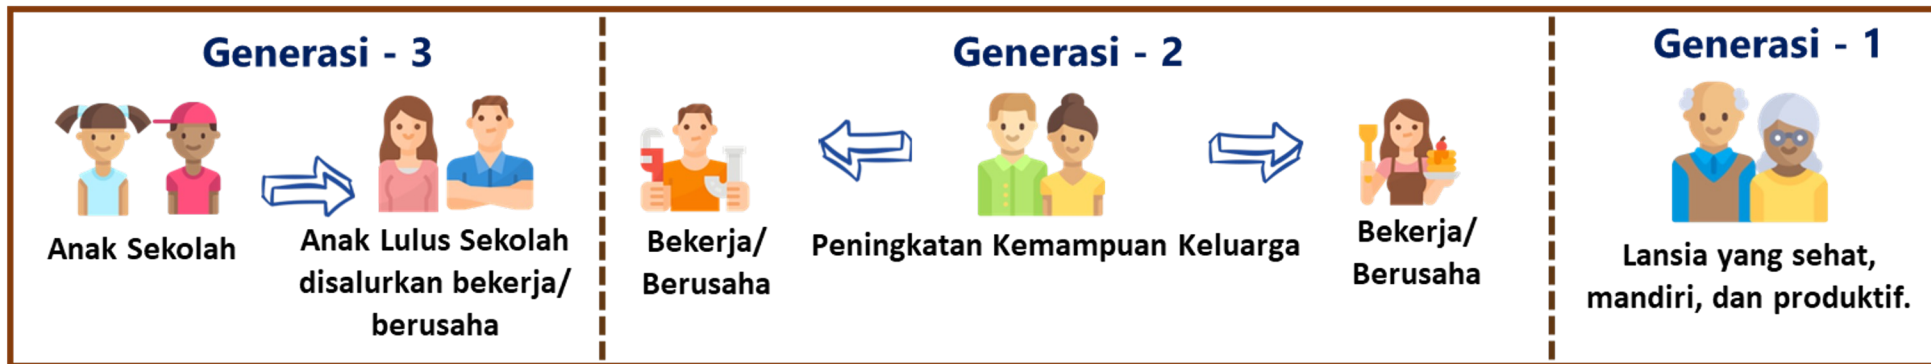 Generasi - 3
Anak Sekolah
Anak Lulus Sekolah
disalurkan bekerja/
berusaha
Generasi - 2
Bekerja/
Berusaha
Peningkatan Kemampuan Keluarga
Bekerja/
Berusaha
Generasi - 1
Lansia yang sehat,
mandiri, dan produktif.